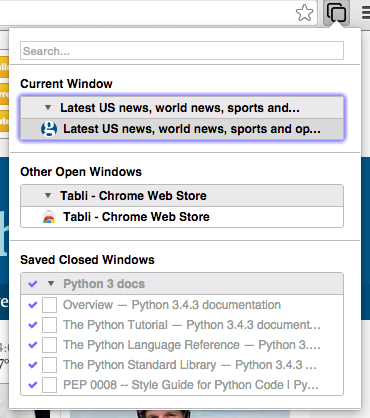 Search...
Current Window
Latest US news, world news, sports and...
Latest US news, world news, sports and op...
Other Open Windows
Tabli - Chrome Web Store
Tabli - Chrome Web Store
Saved Closed Windows
Python 3 docs
Overview — Python 3.4.3 documentation
The Python Tutorial — Python 3.4.3 document...
The Python Language Reference — Python 3....
The Python Standard Library — Python 3.4.3 ...
PEP 0008 -- Style Guide for Python Code | Py...